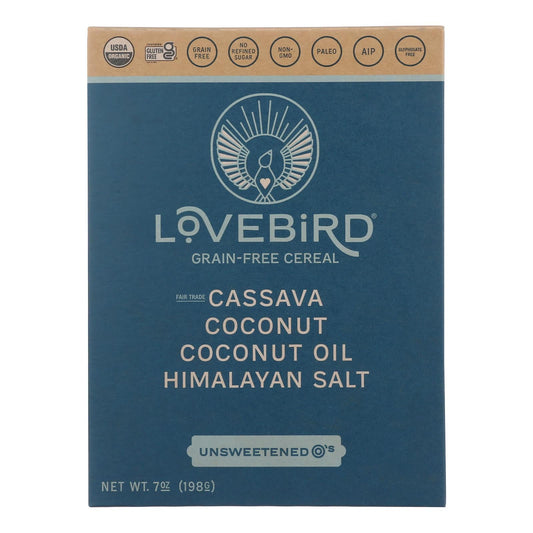 USDA
ORGANIC
GLUTEN
FREE
GRAIN
FREE
NO
REFINED
SUGAR
NON-
GMO
PALEO
AIP
GLYPHOSATE
FREE
LOVEBiRD®
GRAIN-FREE CEREAL
FAIR TRADE CASSAVA
COCONUT
COCONUT OIL
HIMALAYAN SALT
UNSWEETENED O's
NET WT. 7oz (198g)